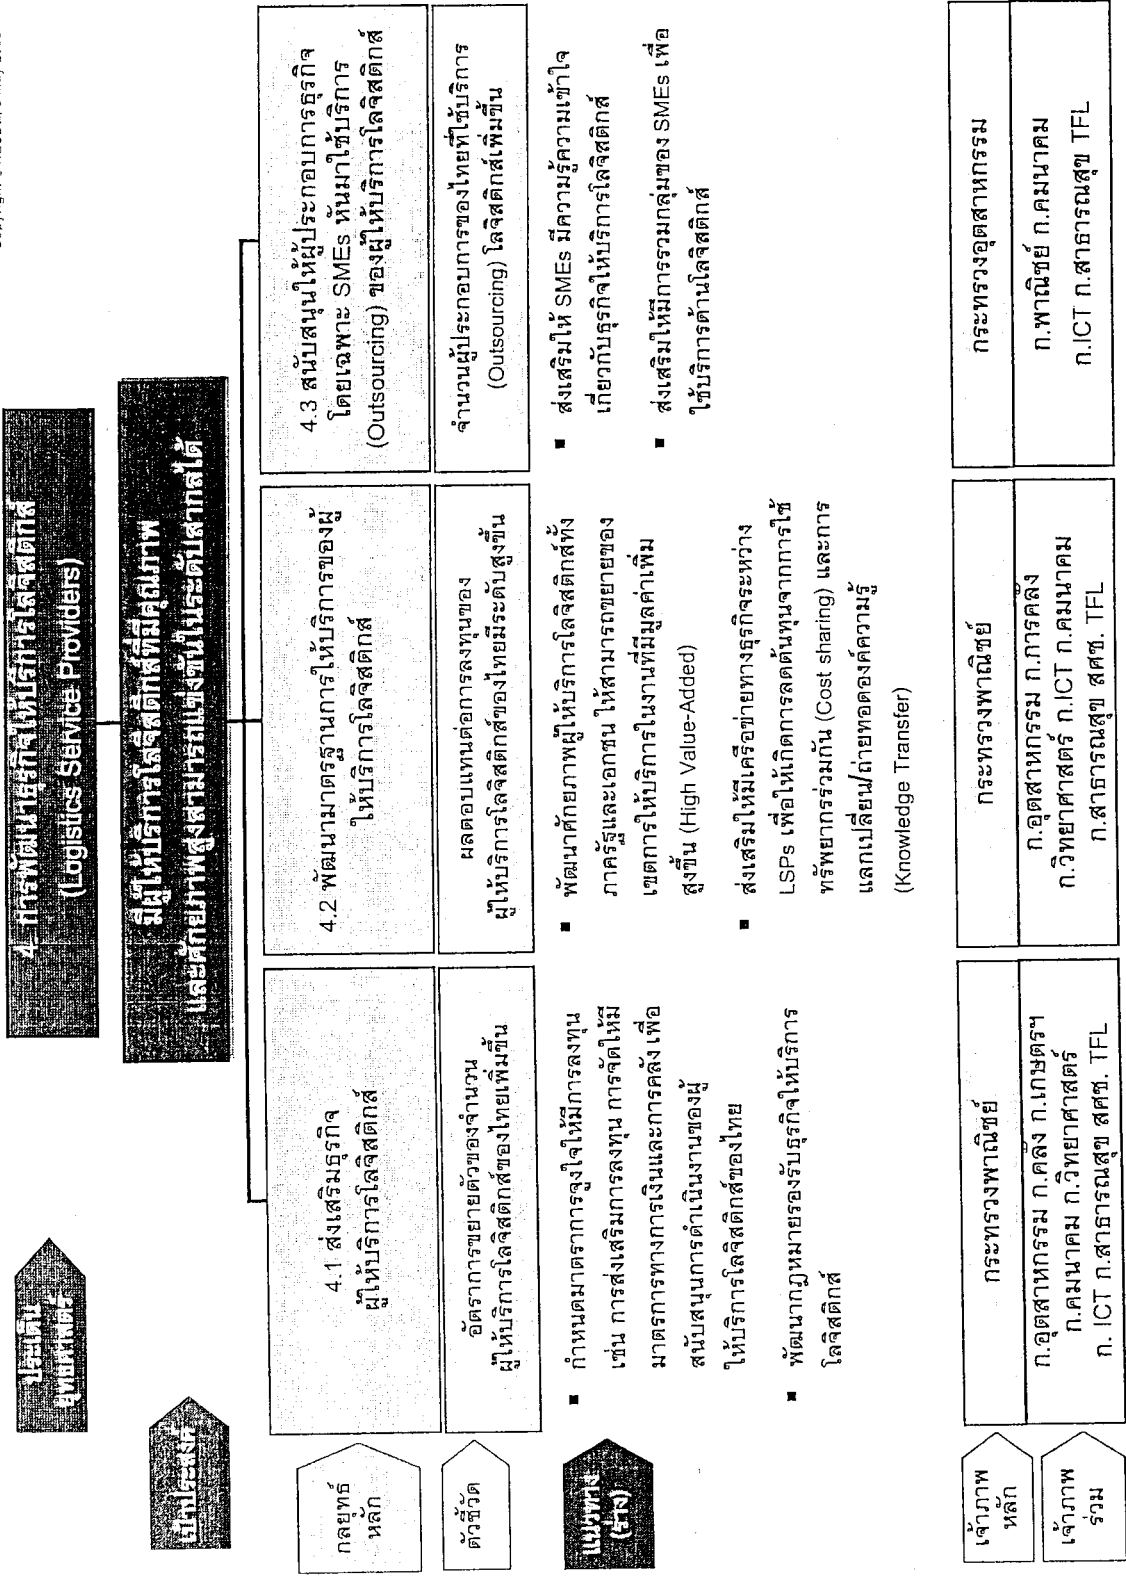 ประเด็น
ยุทธศาสตร์
4. การพัฒนาธุรกิจให้บริการโลจิสติกส์
(Logistics Service Providers)
เป้าประสงค์
มีผู้ให้บริการโลจิสติกส์ที่มีคุณภาพ
และศักยภาพสูงสามารถแข่งขันในระดับสากลได้
กลยุทธ์
หลัก
4.1 ส่งเสริมธุรกิจ
ผู้ให้บริการโลจิสติกส์
4.2 พัฒนามาตรฐานการให้บริการของผู้
ให้บริการโลจิสติกส์
4.3 สนับสนุนให้ผู้ประกอบการธุรกิจ
โดยเฉพาะ SMEs หันมาใช้บริการ
(Outsourcing) ของผู้ให้บริการโลจิสติกส์
ตัวชี้วัด
อัตราการขยายตัวของจำนวน
ผู้ให้บริการโลจิสติกส์ของไทยเพิ่มขึ้น
ผลตอบแทนต่อการลงทุนของ
ผู้ให้บริการโลจิสติกส์ของไทยมีระดับสูงขึ้น
จำนวนผู้ประกอบการของไทยที่ใช้บริการ
(Outsourcing) โลจิสติกส์เพิ่มขึ้น
แนวทาง
(ร่าง)
▪ กำหนดมาตราการจูงใจให้มีการลงทุน
เช่น การส่งเสริมการลงทุน การจัดให้มี
มาตรการทางการเงินและการคลัง เพื่อ
สนับสนุนการดำเนินงานของผู้
ให้บริการโลจิสติกส์ของไทย
▪ พัฒนากฎหมายรองรับธุรกิจให้บริการ
โลจิสติกส์
▪ พัฒนาศักยภาพผู้ให้บริการโลจิสติกส์ทั้ง
ภาครัฐและเอกชน ให้สามารถขยายของ
เขตการให้บริการในงานที่มีมูลค่าเพิ่ม
สูงขึ้น (High Value-Added)
▪ ส่งเสริมให้มีเครือข่ายทางธุรกิจระหว่าง
LSPs เพื่อให้เกิดการลดต้นทุนจากการใช้
ทรัพยากรร่วมกัน (Cost sharing) และการ
แลกเปลี่ยน/ถ่ายทอดองค์ความรู้
(Knowledge Transfer)
▪ ส่งเสริมให้ SMEs มีความรู้ความเข้าใจ
เกี่ยวกับธุรกิจให้บริการโลจิสติกส์
▪ ส่งเสริมให้มีการรวมกลุ่มของ SMEs เพื่อ
ใช้บริการด้านโลจิสติกส์
เจ้าภาพ
หลัก
กระทรวงพาณิชย์
กระทรวงพาณิชย์
กระทรวงอุตสาหกรรม
เจ้าภาพ
ร่วม
ก.อุตสาหกรรม ก.คลัง ก.เกษตรฯ
ก.คมนาคม ก.วิทยาศาสตร์
ก. ICT ก.สาธารณสุข สศช. TFL
ก.อุตสาหกรรม ก.การคลัง
ก.วิทยาศาสตร์ ก.ICT ก.คมนาคม
ก.สาธารณสุข สศช. TFL
ก.พาณิชย์ ก.คมนาคม
ก.ICT ก.สาธารณสุข TFL